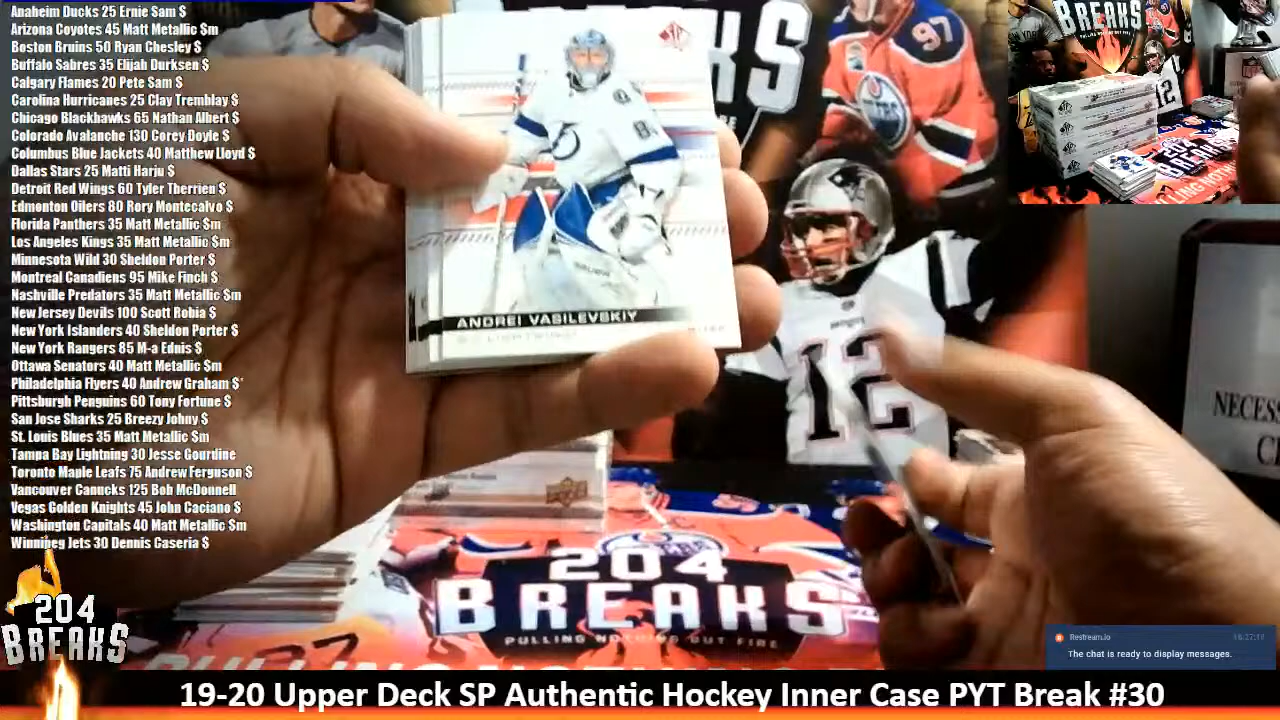 Anaheim Ducks 25 Ernie Sam $
Arizona Coyotes 45 Matt Metallic $m
Boston Bruins 50 Ryan Chesley $
Buffalo Sabres 35 Elijah Durksen $
Calgary Flames 20 Pete Sam $
Carolina Hurricanes 25 Clay Tremblay $
Chicago Blackhawks 65 Nathan Albert $
Colorado Avalanche 130 Corey Doyle $
Columbus Blue Jackets 40 Matthew Lloyd $
Dallas Stars 25 Matti Harju $
Detroit Red Wings 60 Tyler Therrien $
Edmonton Oilers 80 Rory Montecalvo $
Florida Panthers 35 Matt Metallic $m
Los Angeles Kings 35 Matt Metallic $m
Minnesota Wild 30 Sheldon Porter $
Montreal Canadiens 95 Mike Finch $
Nashville Predators 35 Matt Metallic $m
New Jersey Devils 100 Scott Robia $
New York Islanders 40 Sheldon Porter $
New York Rangers 85 M-a Ednis $
Ottawa Senators 40 Matt Metallic $m
Philadelphia Flyers 40 Andrew Graham $*
Pittsburgh Penguins 60 Tony Fortune $
San Jose Sharks 25 Breezy Johny $
St. Louis Blues 35 Matt Metallic $m
Tampa Bay Lightning 30 Jesse Gourdine
Toronto Maple Leafs 75 Andrew Ferguson $
Vancouver Canucks 125 Bob McDonnell
Vegas Golden Knights 45 John Caciano $
Washington Capitals 40 Matt Metallic $m
Winnipeg Jets 30 Dennis Caseria $
204
BREAKS
ANDREI VASILEVSKIY
KS
97
OILERS
12
BREAKS
PULLING NOTHING BUT FIRE
12
204
BREAKS
PULLING NOTHING BUT FIRE
NECESS
Restream.io
The chat is ready to display messages.
19-20 Upper Deck SP Authentic Hockey Inner Case PYT Break #30